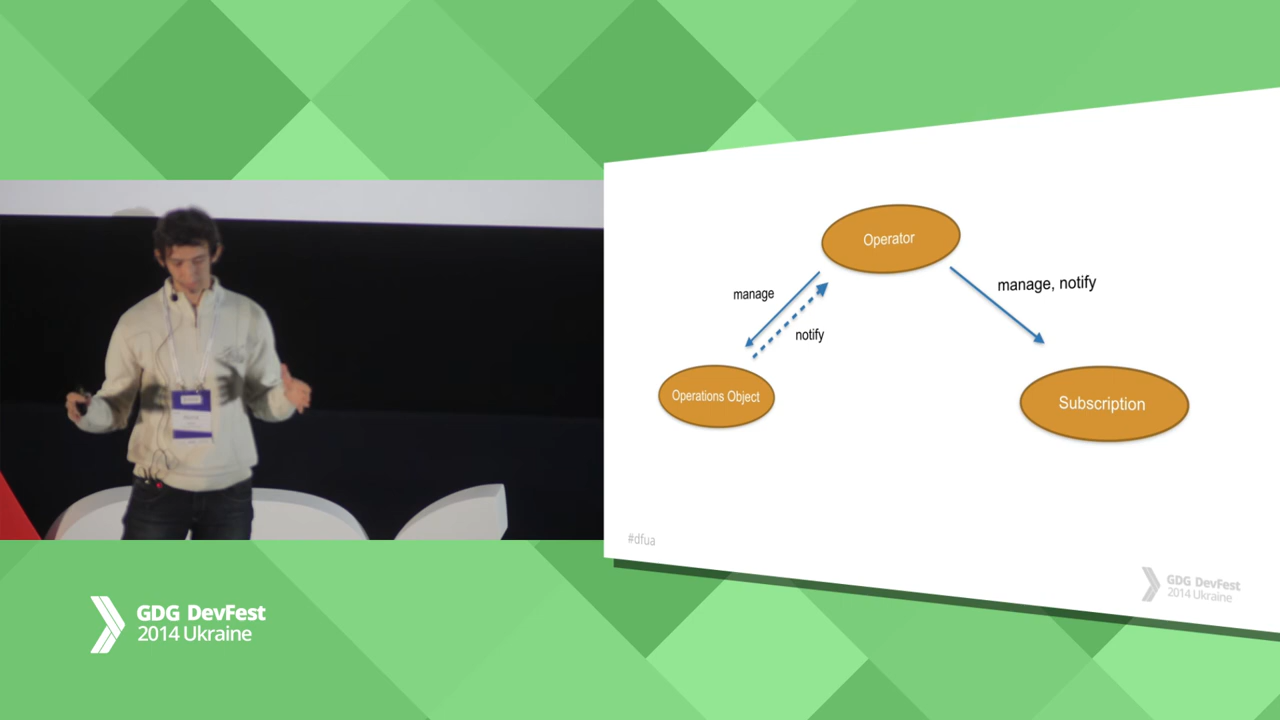 Operator
manage
manage, notify
notify
Operations Object
Subscription
#dfua
GDG DevFest
2014 Ukraine
GDG DevFest
2014 Ukraine